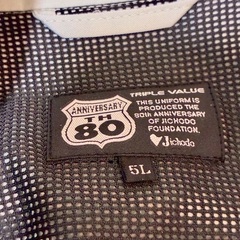 ANNIVERSARY
TH
80
TRIPLE VALUE
THIS UNIFORM IS
PRODUCED THE
80th ANNIVERSARY
OF JICHODO
FOUNDATION.
Jichodo
5L